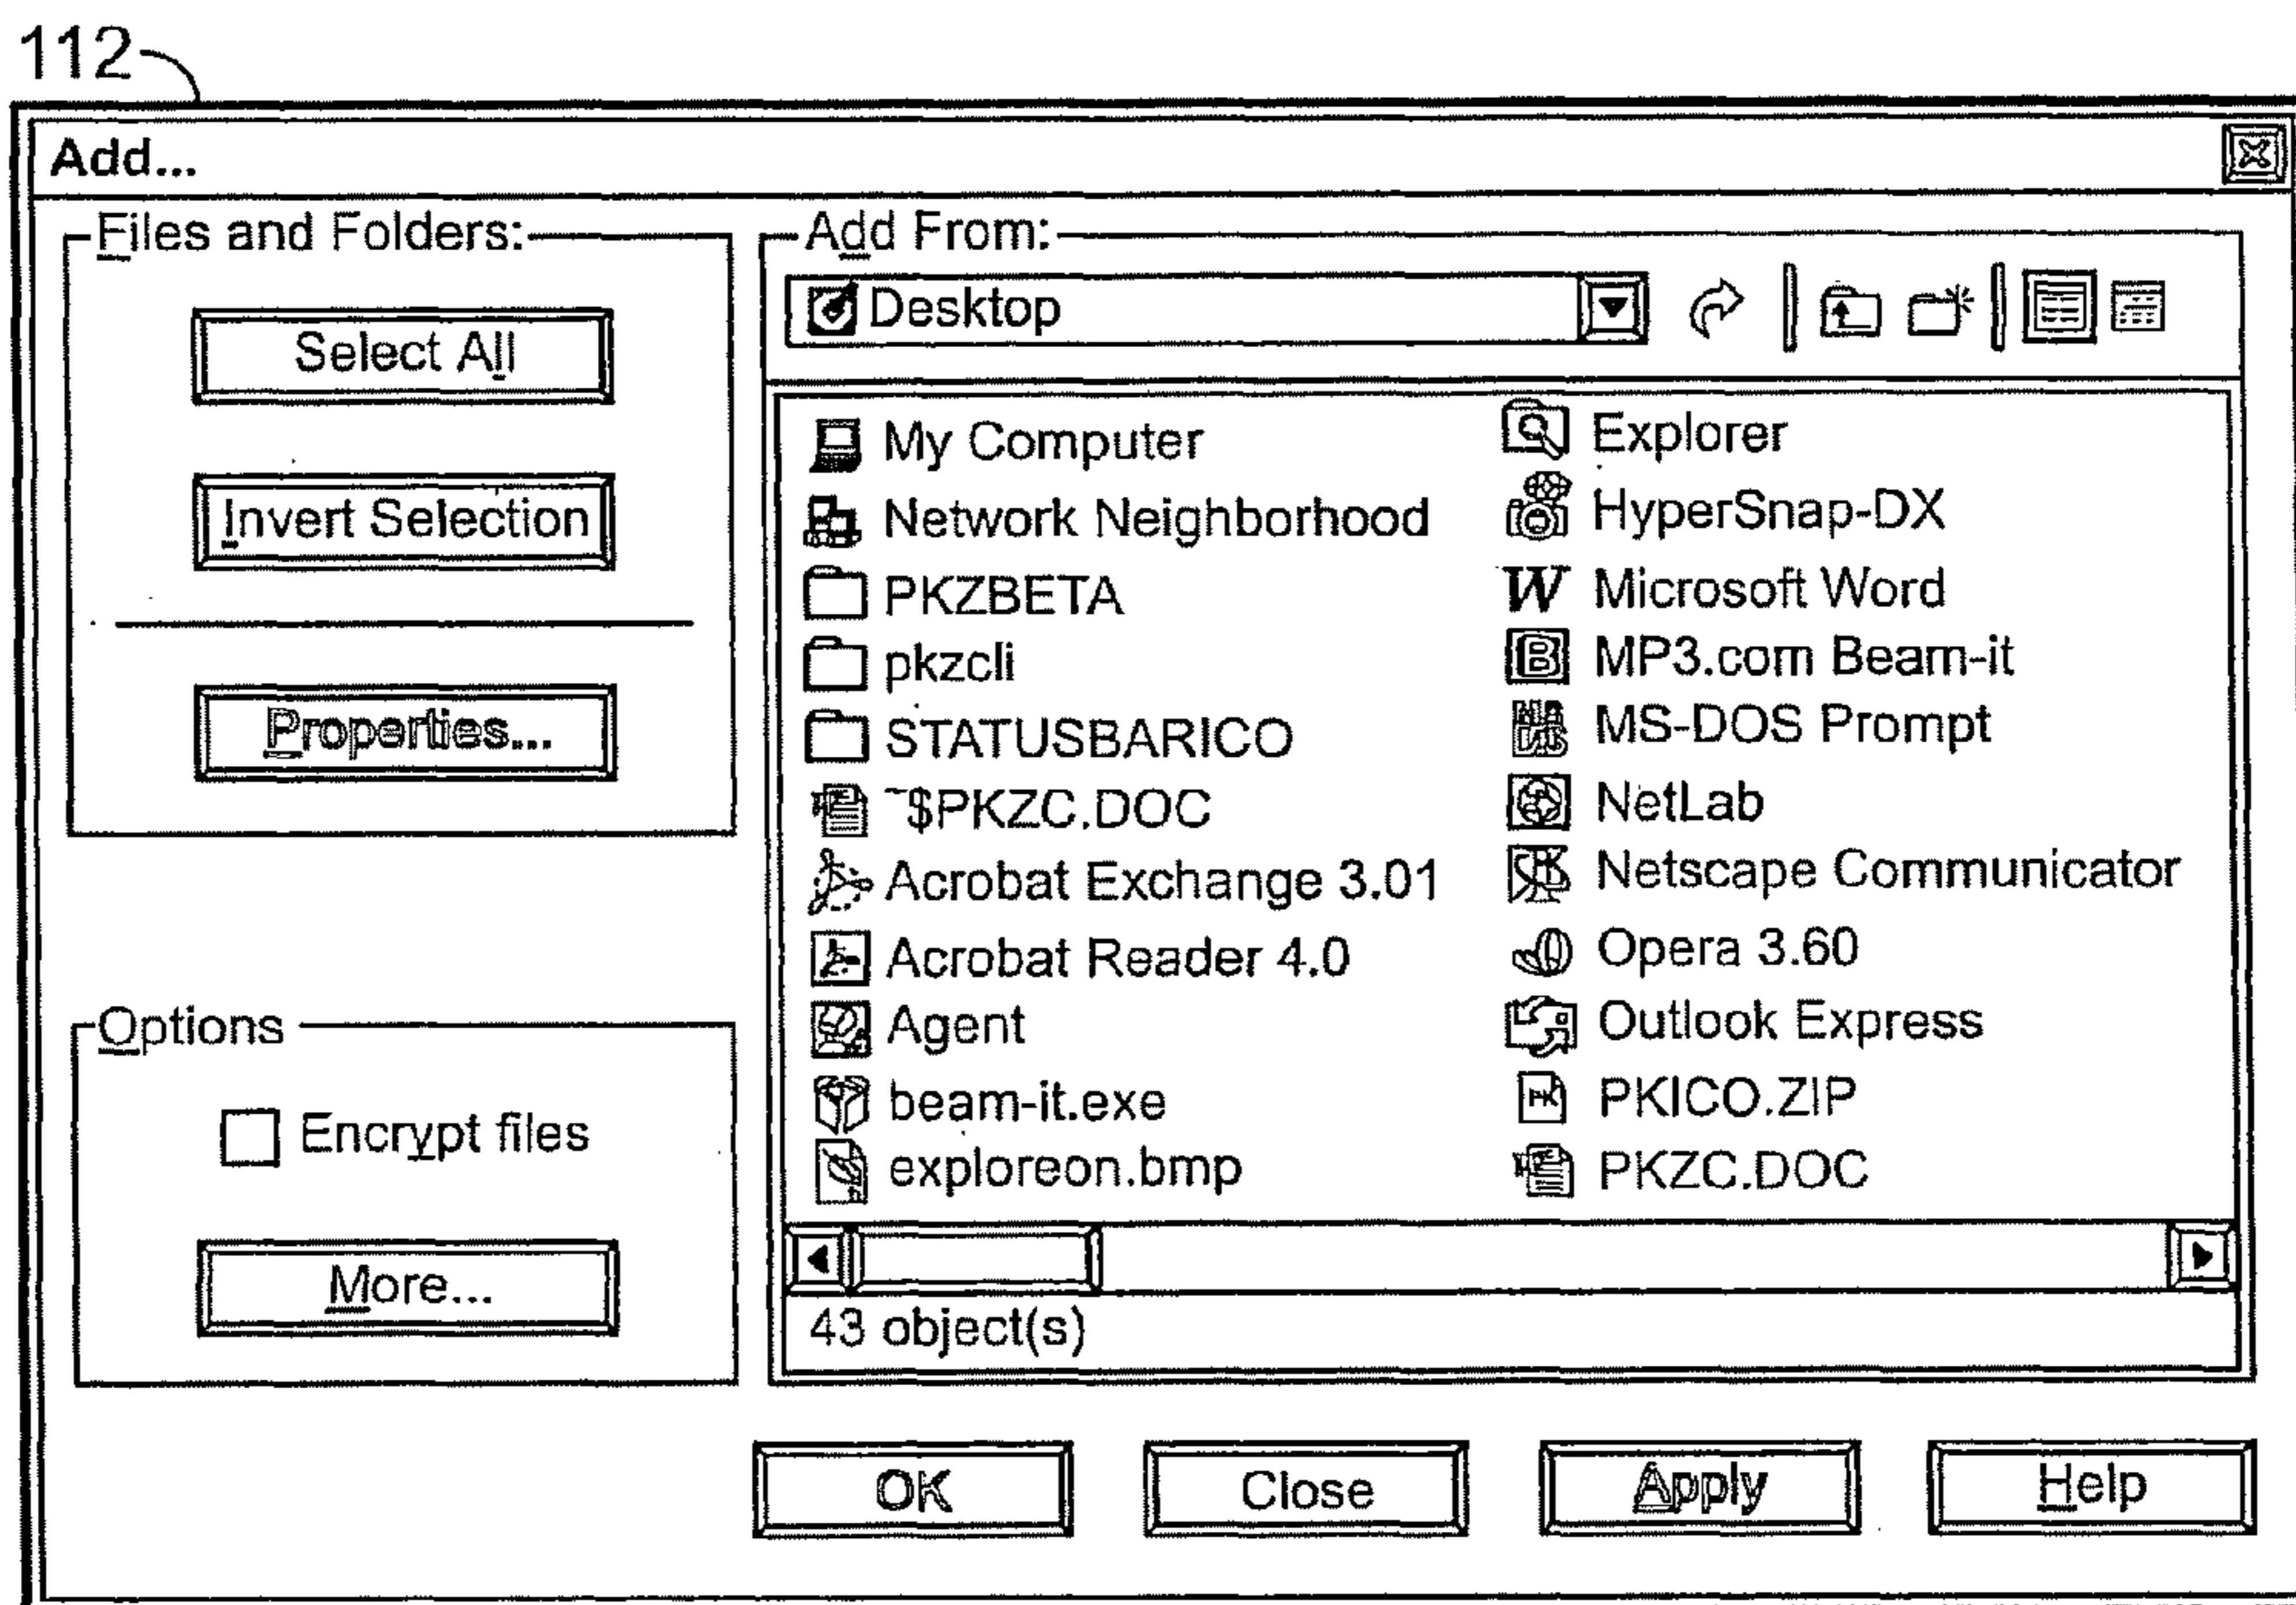 112
Add...
Files and Folders:
Select All
Invert Selection
Properties...
Options
Encrypt files
More...
Add From:
Desktop
My Computer
Network Neighborhood
PKZBETA
pkzcli
STATUSBARICO
~$PKZC.DOC
Acrobat Exchange 3.01
Acrobat Reader 4.0
Agent
beam-it.exe
exploreon.bmp
Explorer
HyperSnap-DX
Microsoft Word
MP3.com Beam-it
MS-DOS Prompt
NetLab
Netscape Communicator
Opera 3.60
Outlook Express
PKICO.ZIP
PKZC.DOC
43 object(s)
OK
Close
Apply
Help